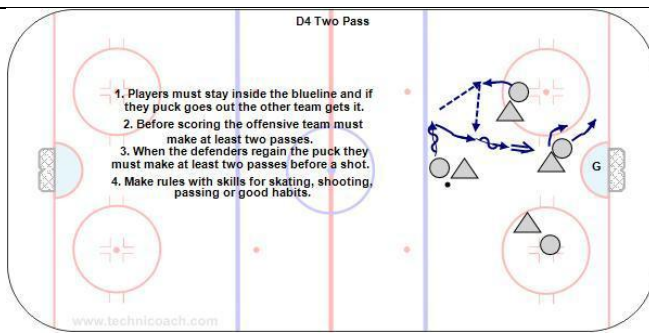 D4 Two Pass
1. Players must stay inside the blueline and if
they puck goes out the other team gets it.
2. Before scoring the offensive team must
make at least two passes.
3. When the defenders regain the puck they
must make at least two passes before a shot.
4. Make rules with skills for skating, shooting,
passing or good habits.
G
www.technicoach.com